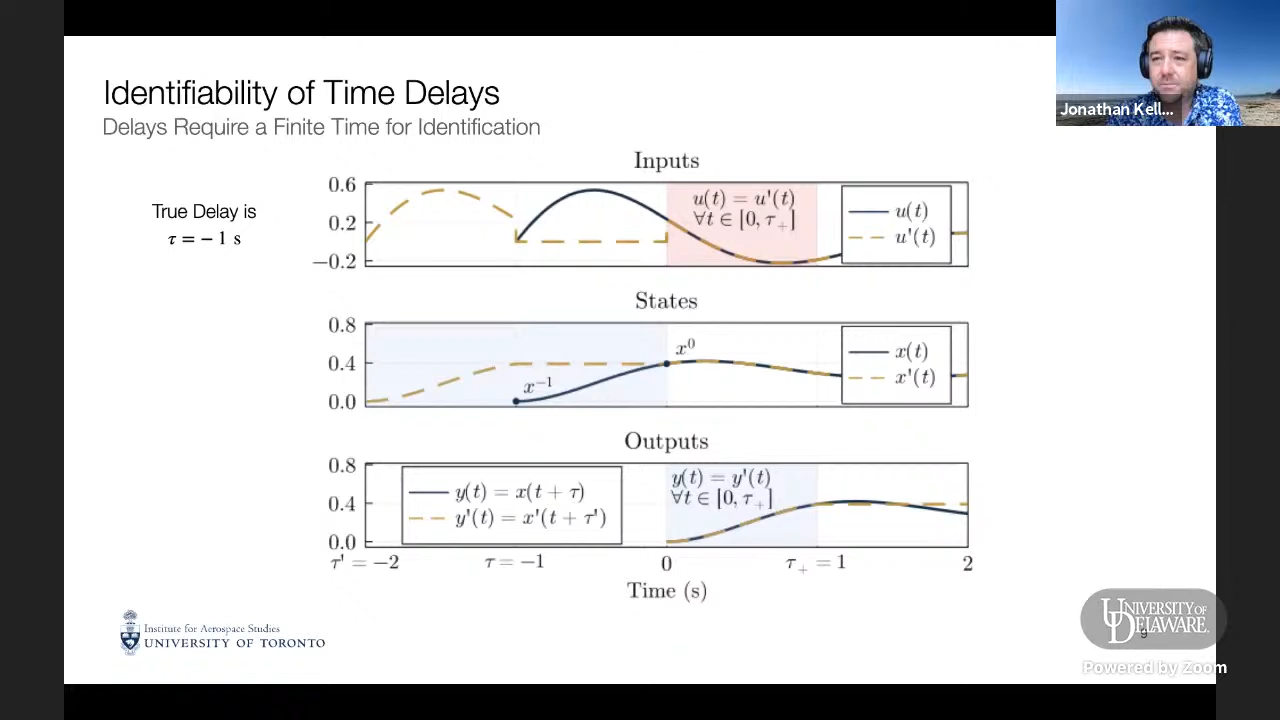 Jonathan Kell...
Identifiability of Time Delays
Delays Require a Finite Time for Identification
True Delay is
τ = − 1 s
Inputs
0.6
0.2
−0.2
u(t) = u'(t)
∀t ∈ [0, τ₊]
u(t)
u'(t)
States
0.8
0.4
0.0
x⁻¹
x⁰
x(t)
x'(t)
Outputs
0.8
0.4
0.0
y(t) = x(t + τ)
y'(t) = x'(t + τ')
y(t) = y'(t)
∀t ∈ [0, τ₊]
τ' = −2
τ = −1
0
τ₊ = 1
2
Time (s)
Institute for Aerospace Studies
UNIVERSITY OF TORONTO
UNIVERSITY OF
DELAWARE.
9
Powered by Zoom